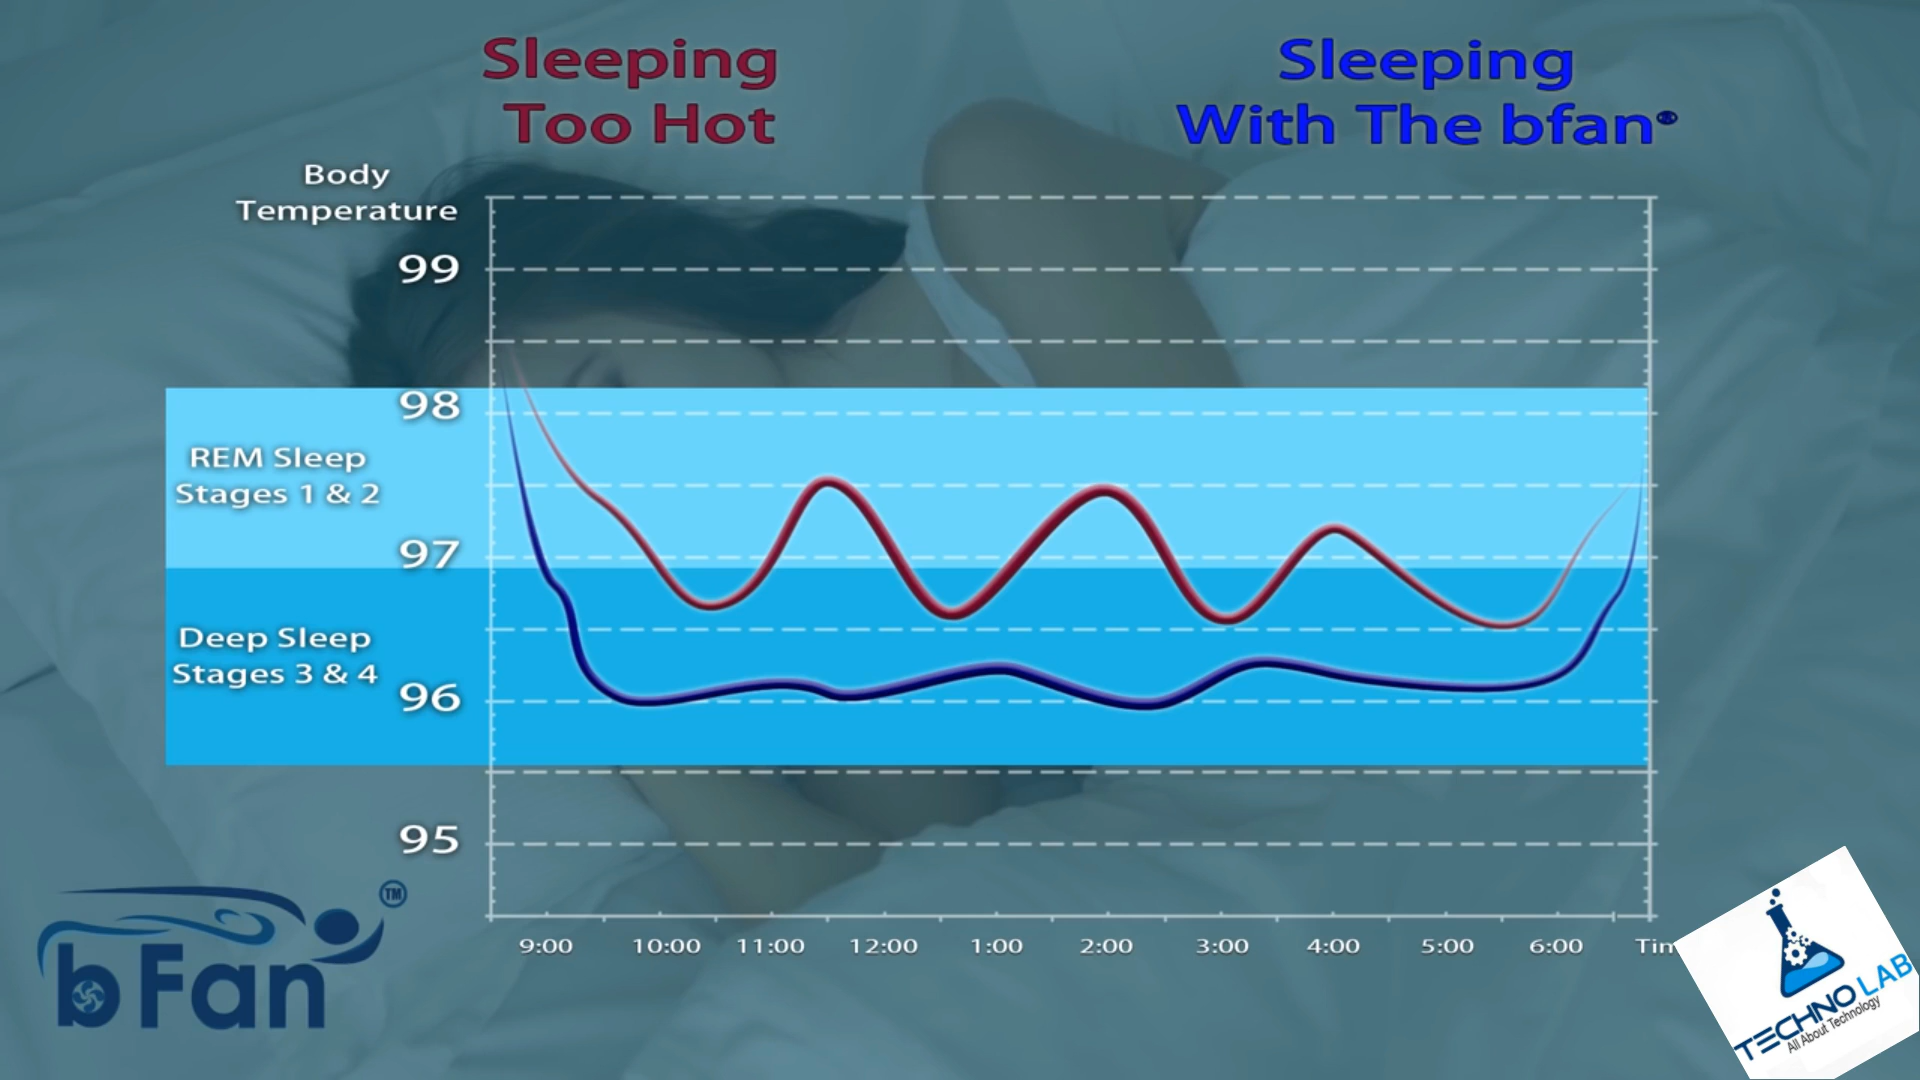 Sleeping
Too Hot
Sleeping
With The bfan®
Body
Temperature
99
98
REM Sleep
Stages 1 & 2
97
Deep Sleep
Stages 3 & 4
96
95
9:00 10:00 11:00 12:00 1:00 2:00 3:00 4:00 5:00 6:00
bFan TM
TECHNO LAB
All About Technology